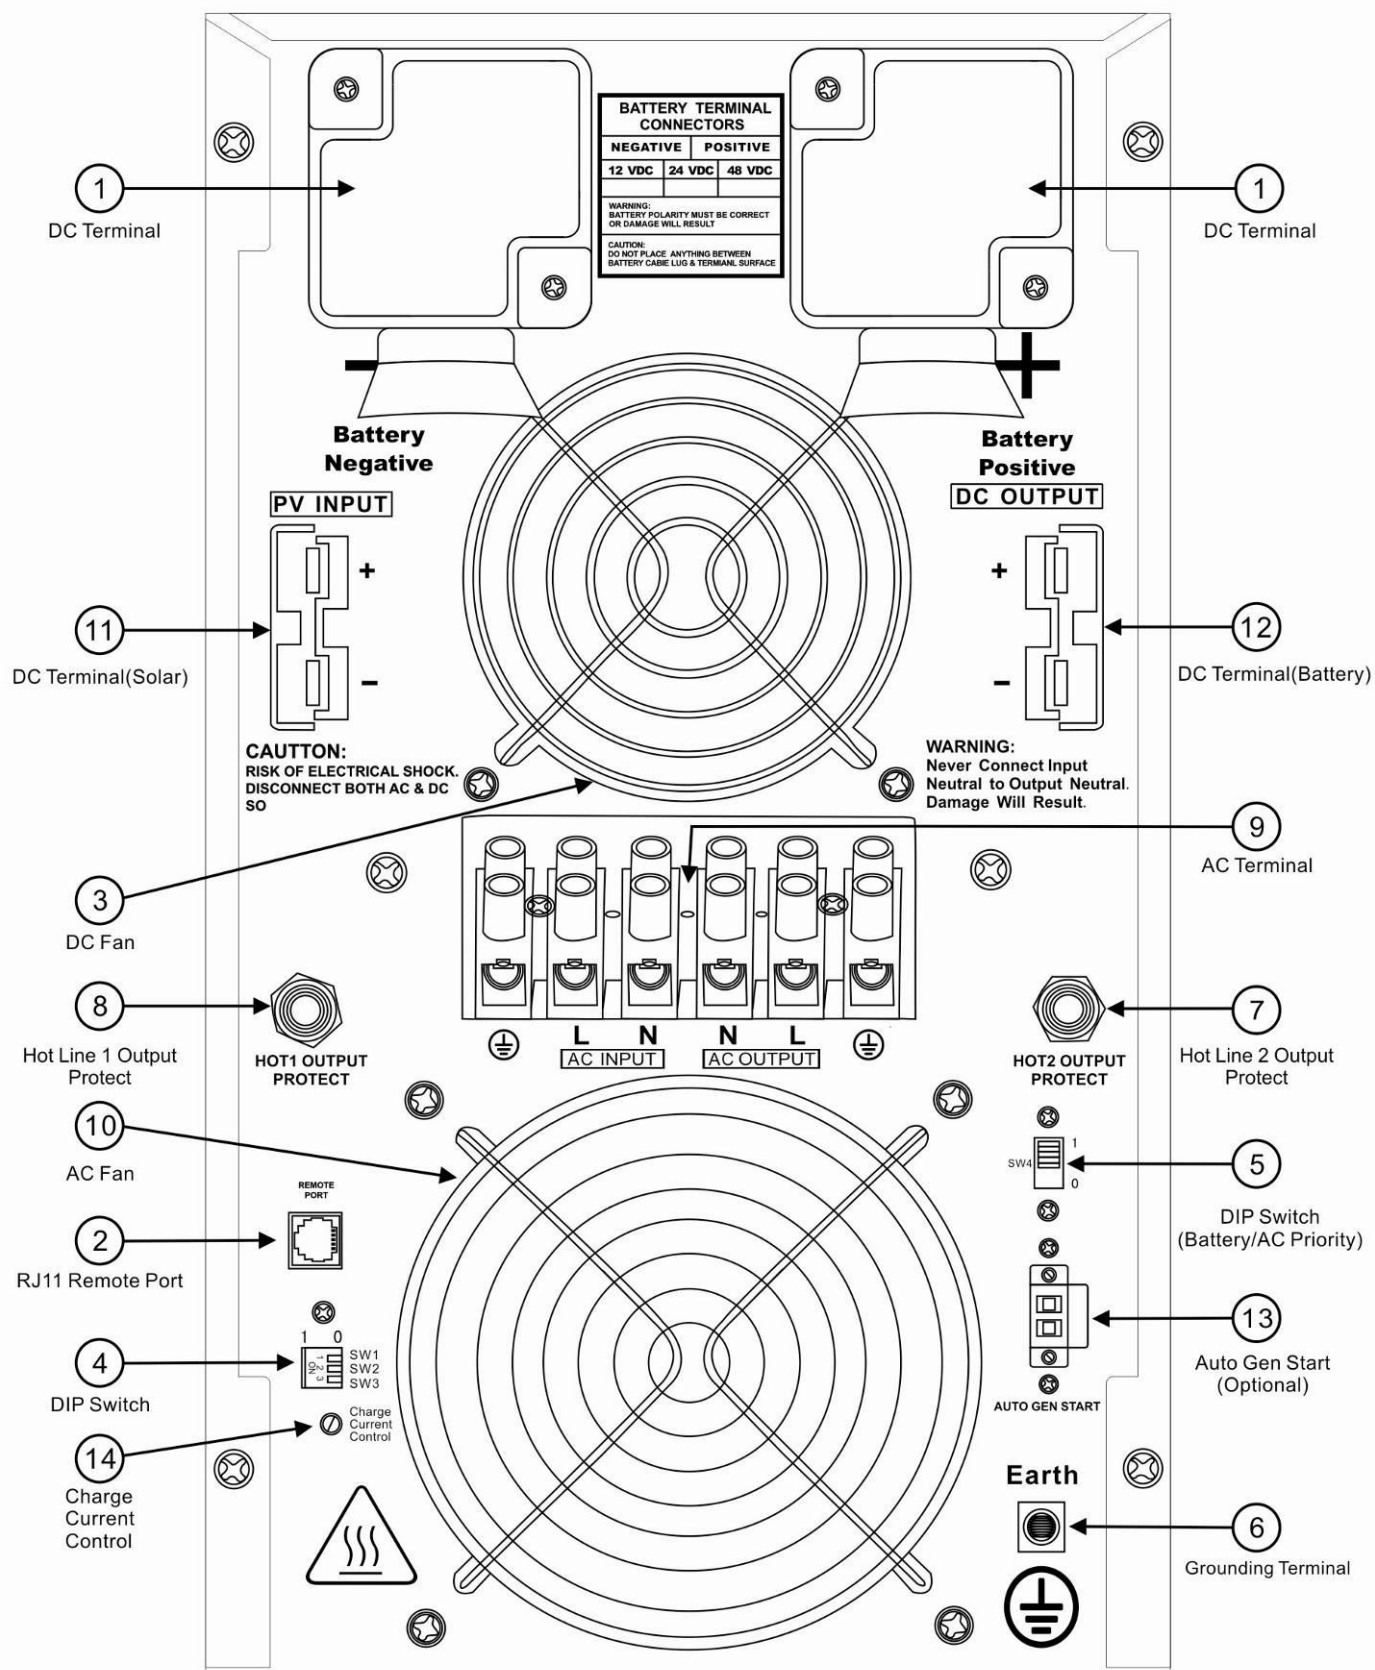 BATTERY TERMINAL
CONNECTORS
NEGATIVE POSITIVE
12 VDC 24 VDC 48 VDC
WARNING:
BATTERY POLARITY MUST BE CORRECT
OR DAMAGE WILL RESULT
CAUTION:
DO NOT PLACE ANYTHING BETWEEN
BATTERY CABIE LUG & TERMIANL SURFACE
1
DC Terminal
1
DC Terminal
-
+
Battery
Negative
Battery
Positive
PV INPUT
DC OUTPUT
+
-
+
-
11
DC Terminal(Solar)
12
DC Terminal(Battery)
CAUTTON:
RISK OF ELECTRICAL SHOCK.
DISCONNECT BOTH AC & DC
SO
WARNING:
Never Connect Input
Neutral to Output Neutral.
Damage Will Result.
9
AC Terminal
3
DC Fan
8
Hot Line 1 Output
Protect
HOT1 OUTPUT
PROTECT
L N N L
AC INPUT AC OUTPUT
HOT2 OUTPUT
PROTECT
7
Hot Line 2 Output
Protect
10
AC Fan
REMOTE
PORT
2
RJ11 Remote Port
1
SW4
0
5
DIP Switch
(Battery/AC Priority)
1 0
1 2 3
ON
SW1
SW2
SW3
4
DIP Switch
13
Auto Gen Start
(Optional)
AUTO GEN START
Charge
Current
Control
14
Charge
Current
Control
Earth
6
Grounding Terminal